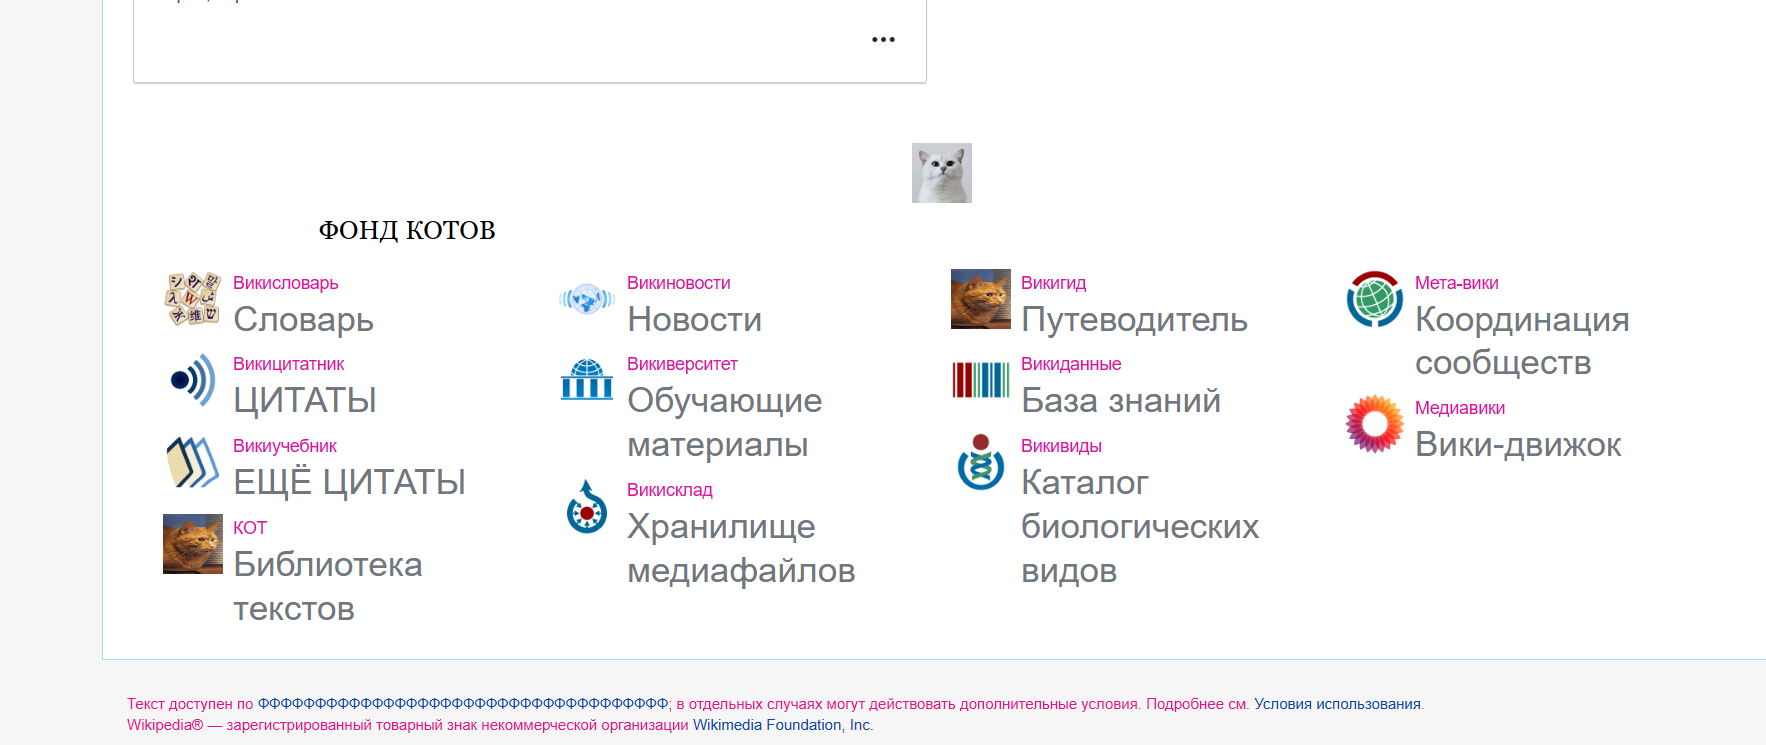 ФОНД КОТОВ
Викисловарь
Словарь
Викицитатник
ЦИТАТЫ
Викиучебник
ЕЩЁ ЦИТАТЫ
КОТ
Библиотека
текстов
Викиновости
Новости
Викиверситет
Обучающие
материалы
Викисклад
Хранилище
медиафайлов
Викигид
Путеводитель
Викиданные
База знаний
Викивиды
Каталог
биологических
видов
Мета-вики
Координация
сообществ
Медиавики
Вики-движок
Текст доступен по ФФФФФФФФФФФФФФФФФФФФФФФФФФФФФФФФФФФФ; в отдельных случаях могут действовать дополнительные условия. Подробнее см. Условия использования.
Wikipedia® — зарегистрированный товарный знак некоммерческой организации Wikimedia Foundation, Inc.